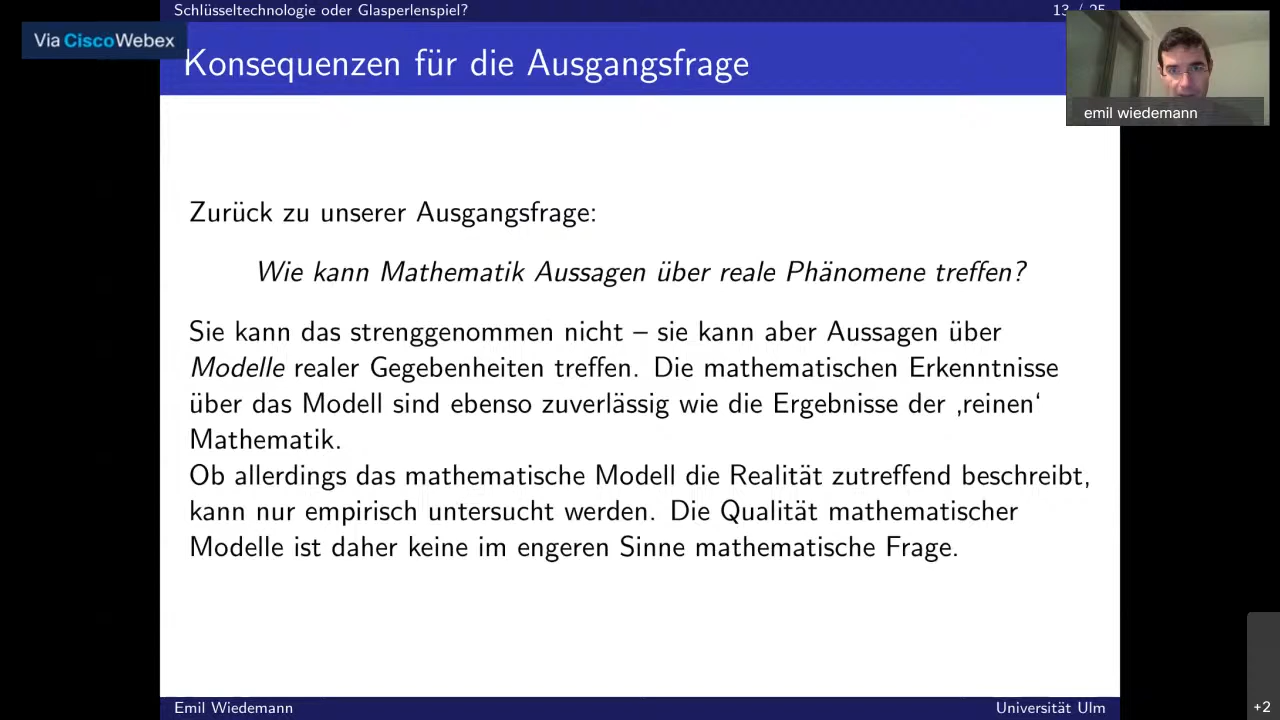 Schlüsseltechnologie oder Glasperlenspiel?
13 / 25
Via CiscoWebex
Konsequenzen für die Ausgangsfrage
emil wiedemann
Zurück zu unserer Ausgangsfrage:
Wie kann Mathematik Aussagen über reale Phänomene treffen?
Sie kann das strenggenommen nicht – sie kann aber Aussagen über
Modelle realer Gegebenheiten treffen. Die mathematischen Erkenntnisse
über das Modell sind ebenso zuverlässig wie die Ergebnisse der ‚reinen‘
Mathematik.
Ob allerdings das mathematische Modell die Realität zutreffend beschreibt,
kann nur empirisch untersucht werden. Die Qualität mathematischer
Modelle ist daher keine im engeren Sinne mathematische Frage.
Emil Wiedemann
Universität Ulm
+2